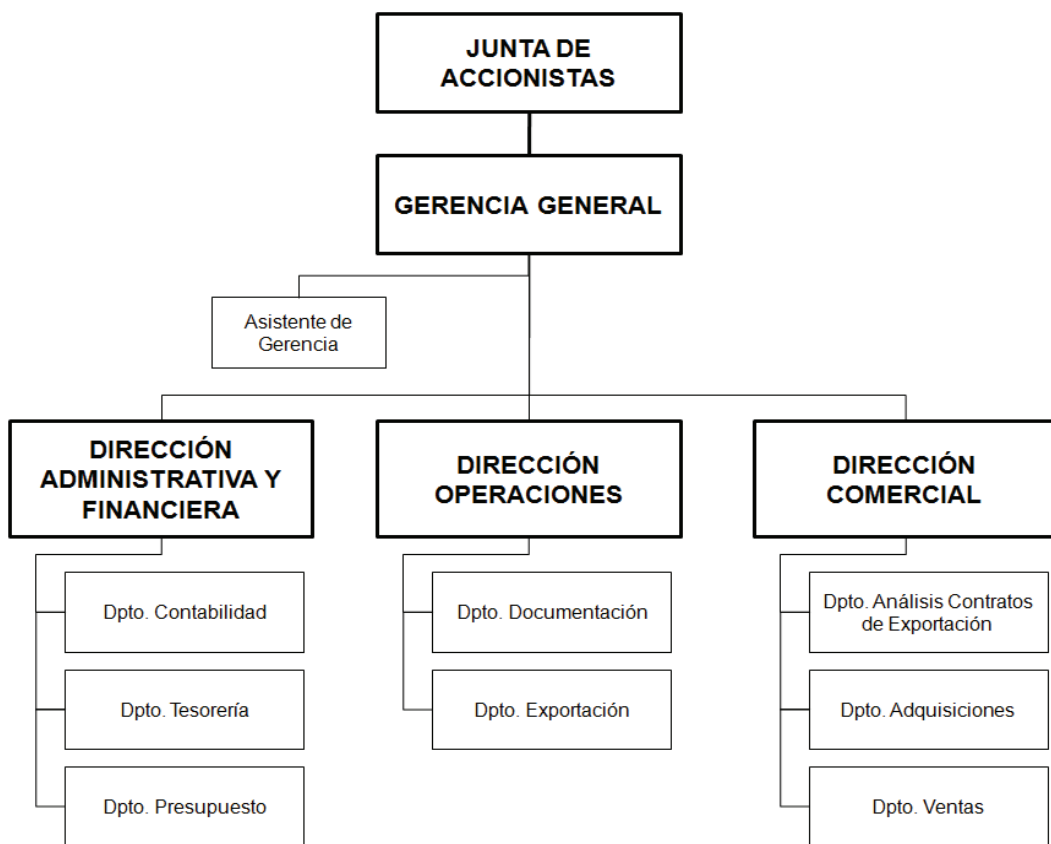 JUNTA DE
ACCIONISTAS
GERENCIA GENERAL
Asistente de
Gerencia
DIRECCIÓN
ADMINISTRATIVA Y
FINANCIERA
Dpto. Contabilidad
Dpto. Tesorería
Dpto. Presupuesto
DIRECCIÓN
OPERACIONES
Dpto. Documentación
Dpto. Exportación
DIRECCIÓN
COMERCIAL
Dpto. Análisis Contratos
de Exportación
Dpto. Adquisiciones
Dpto. Ventas